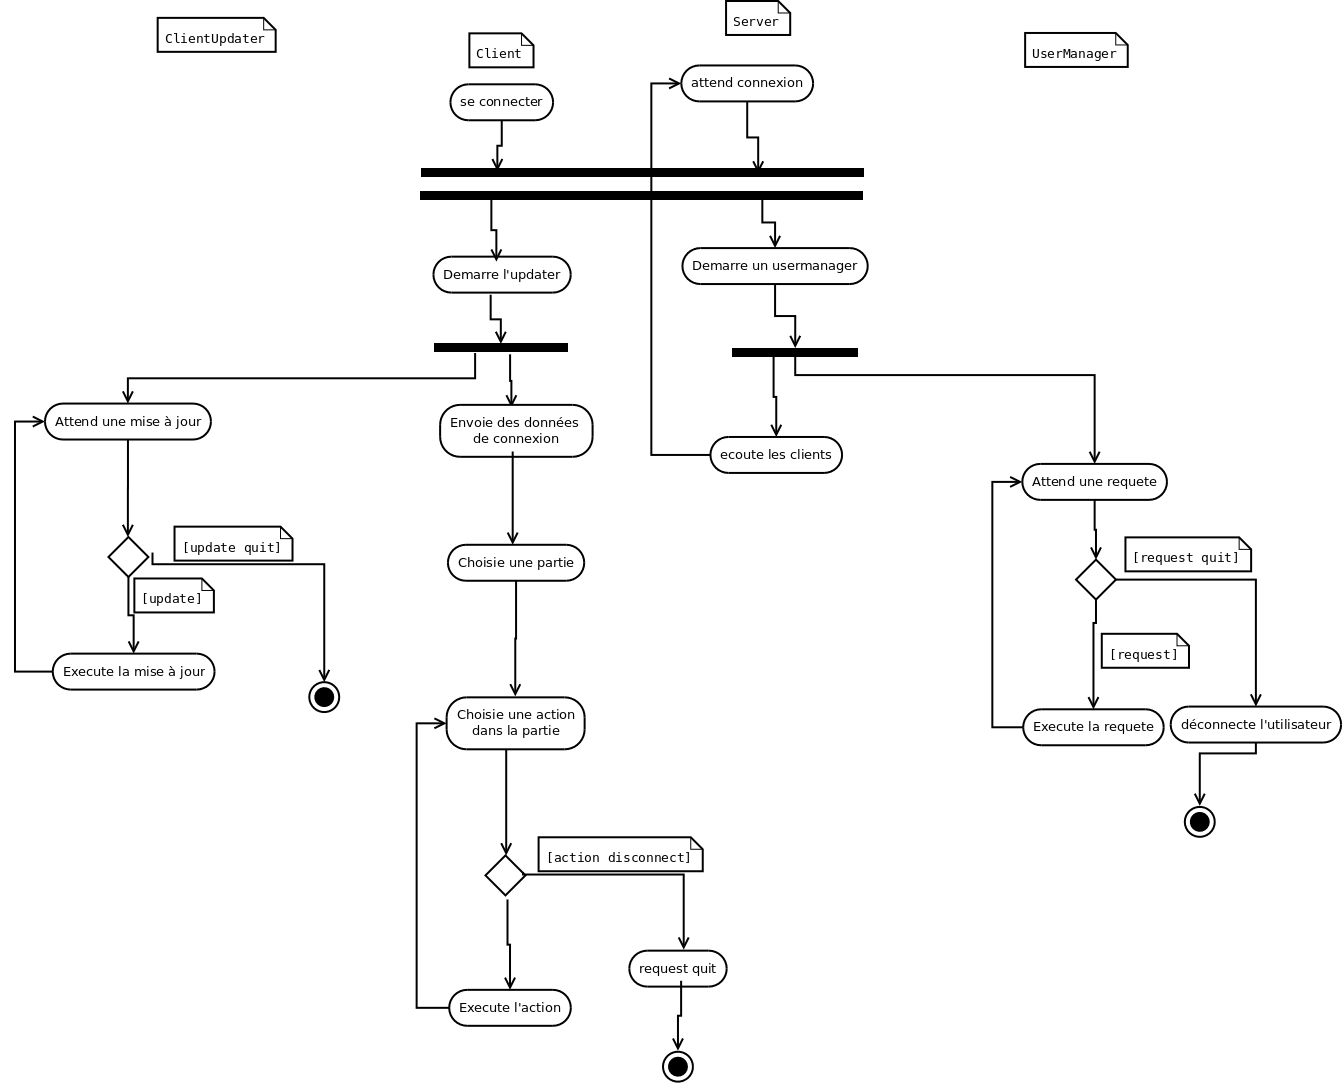 ClientUpdater
Client
Server
UserManager
se connecter
attend connexion
Demarre l'updater
Demarre un usermanager
Attend une mise à jour
Envoie des données
de connexion
ecoute les clients
Attend une requete
[update quit]
[update]
Choisie une partie
[request quit]
[request]
Execute la mise à jour
Choisie une action
dans la partie
Execute la requete
déconnecte l'utilisateur
[action disconnect]
request quit
Execute l'action